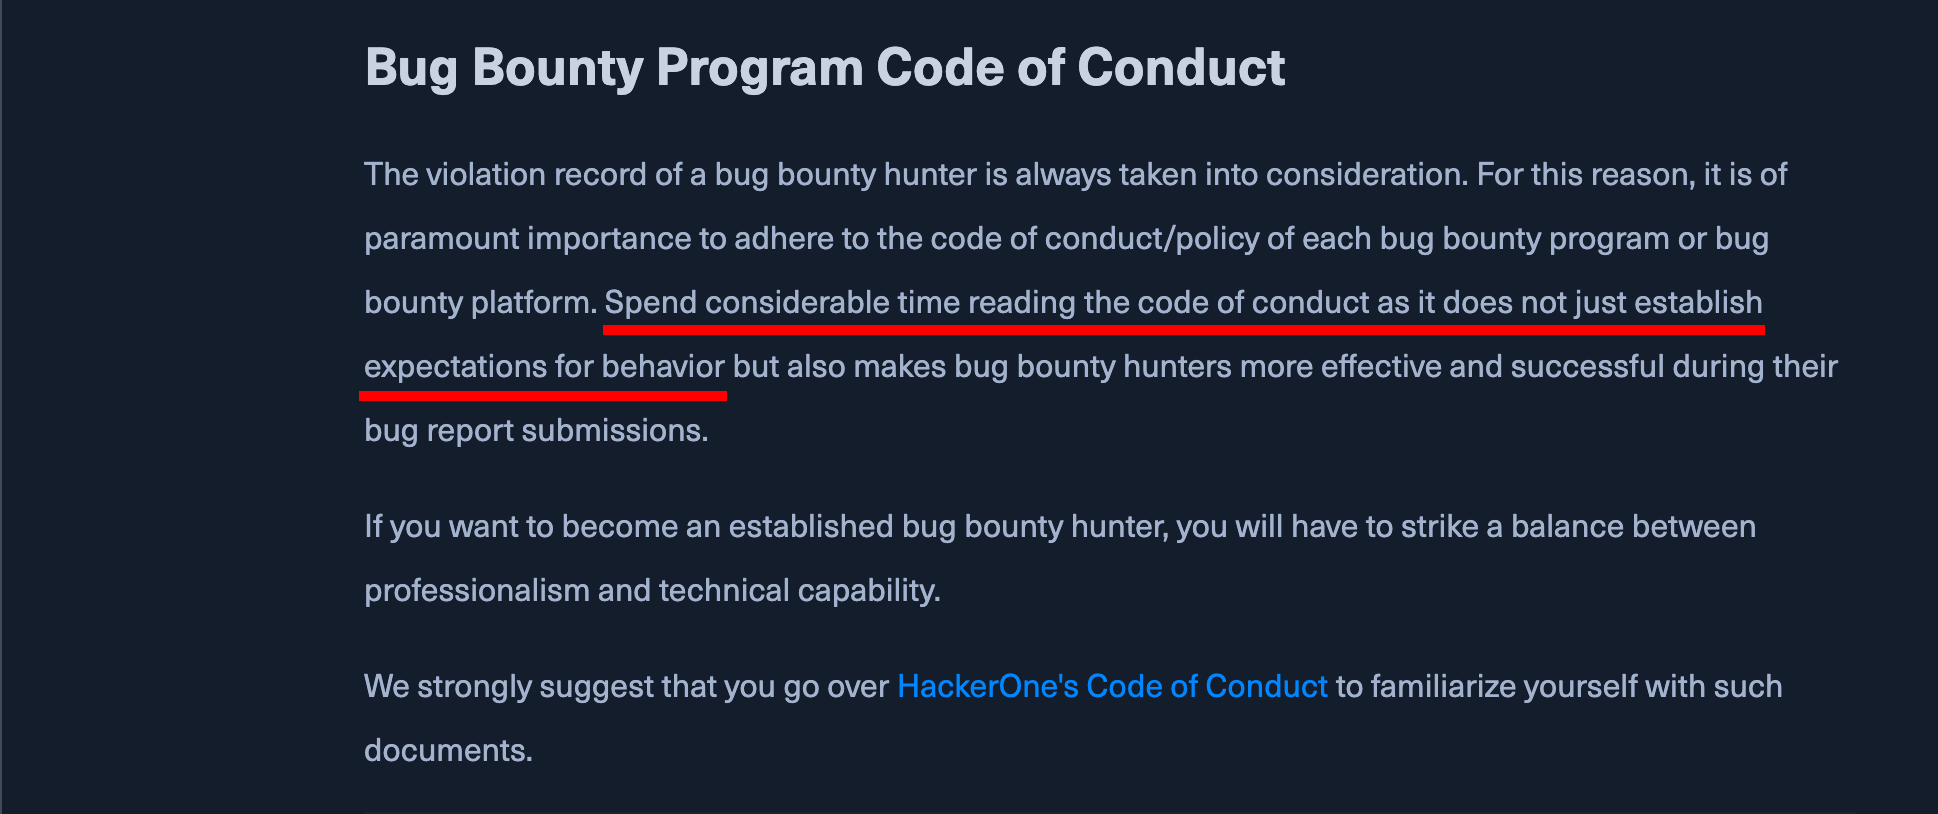 Bug Bounty Program Code of Conduct
The violation record of a bug bounty hunter is always taken into consideration. For this reason, it is of
paramount importance to adhere to the code of conduct/policy of each bug bounty program or bug
bounty platform. Spend considerable time reading the code of conduct as it does not just establish
expectations for behavior but also makes bug bounty hunters more effective and successful during their
bug report submissions.
If you want to become an established bug bounty hunter, you will have to strike a balance between
professionalism and technical capability.
We strongly suggest that you go over HackerOne's Code of Conduct to familiarize yourself with such
documents.